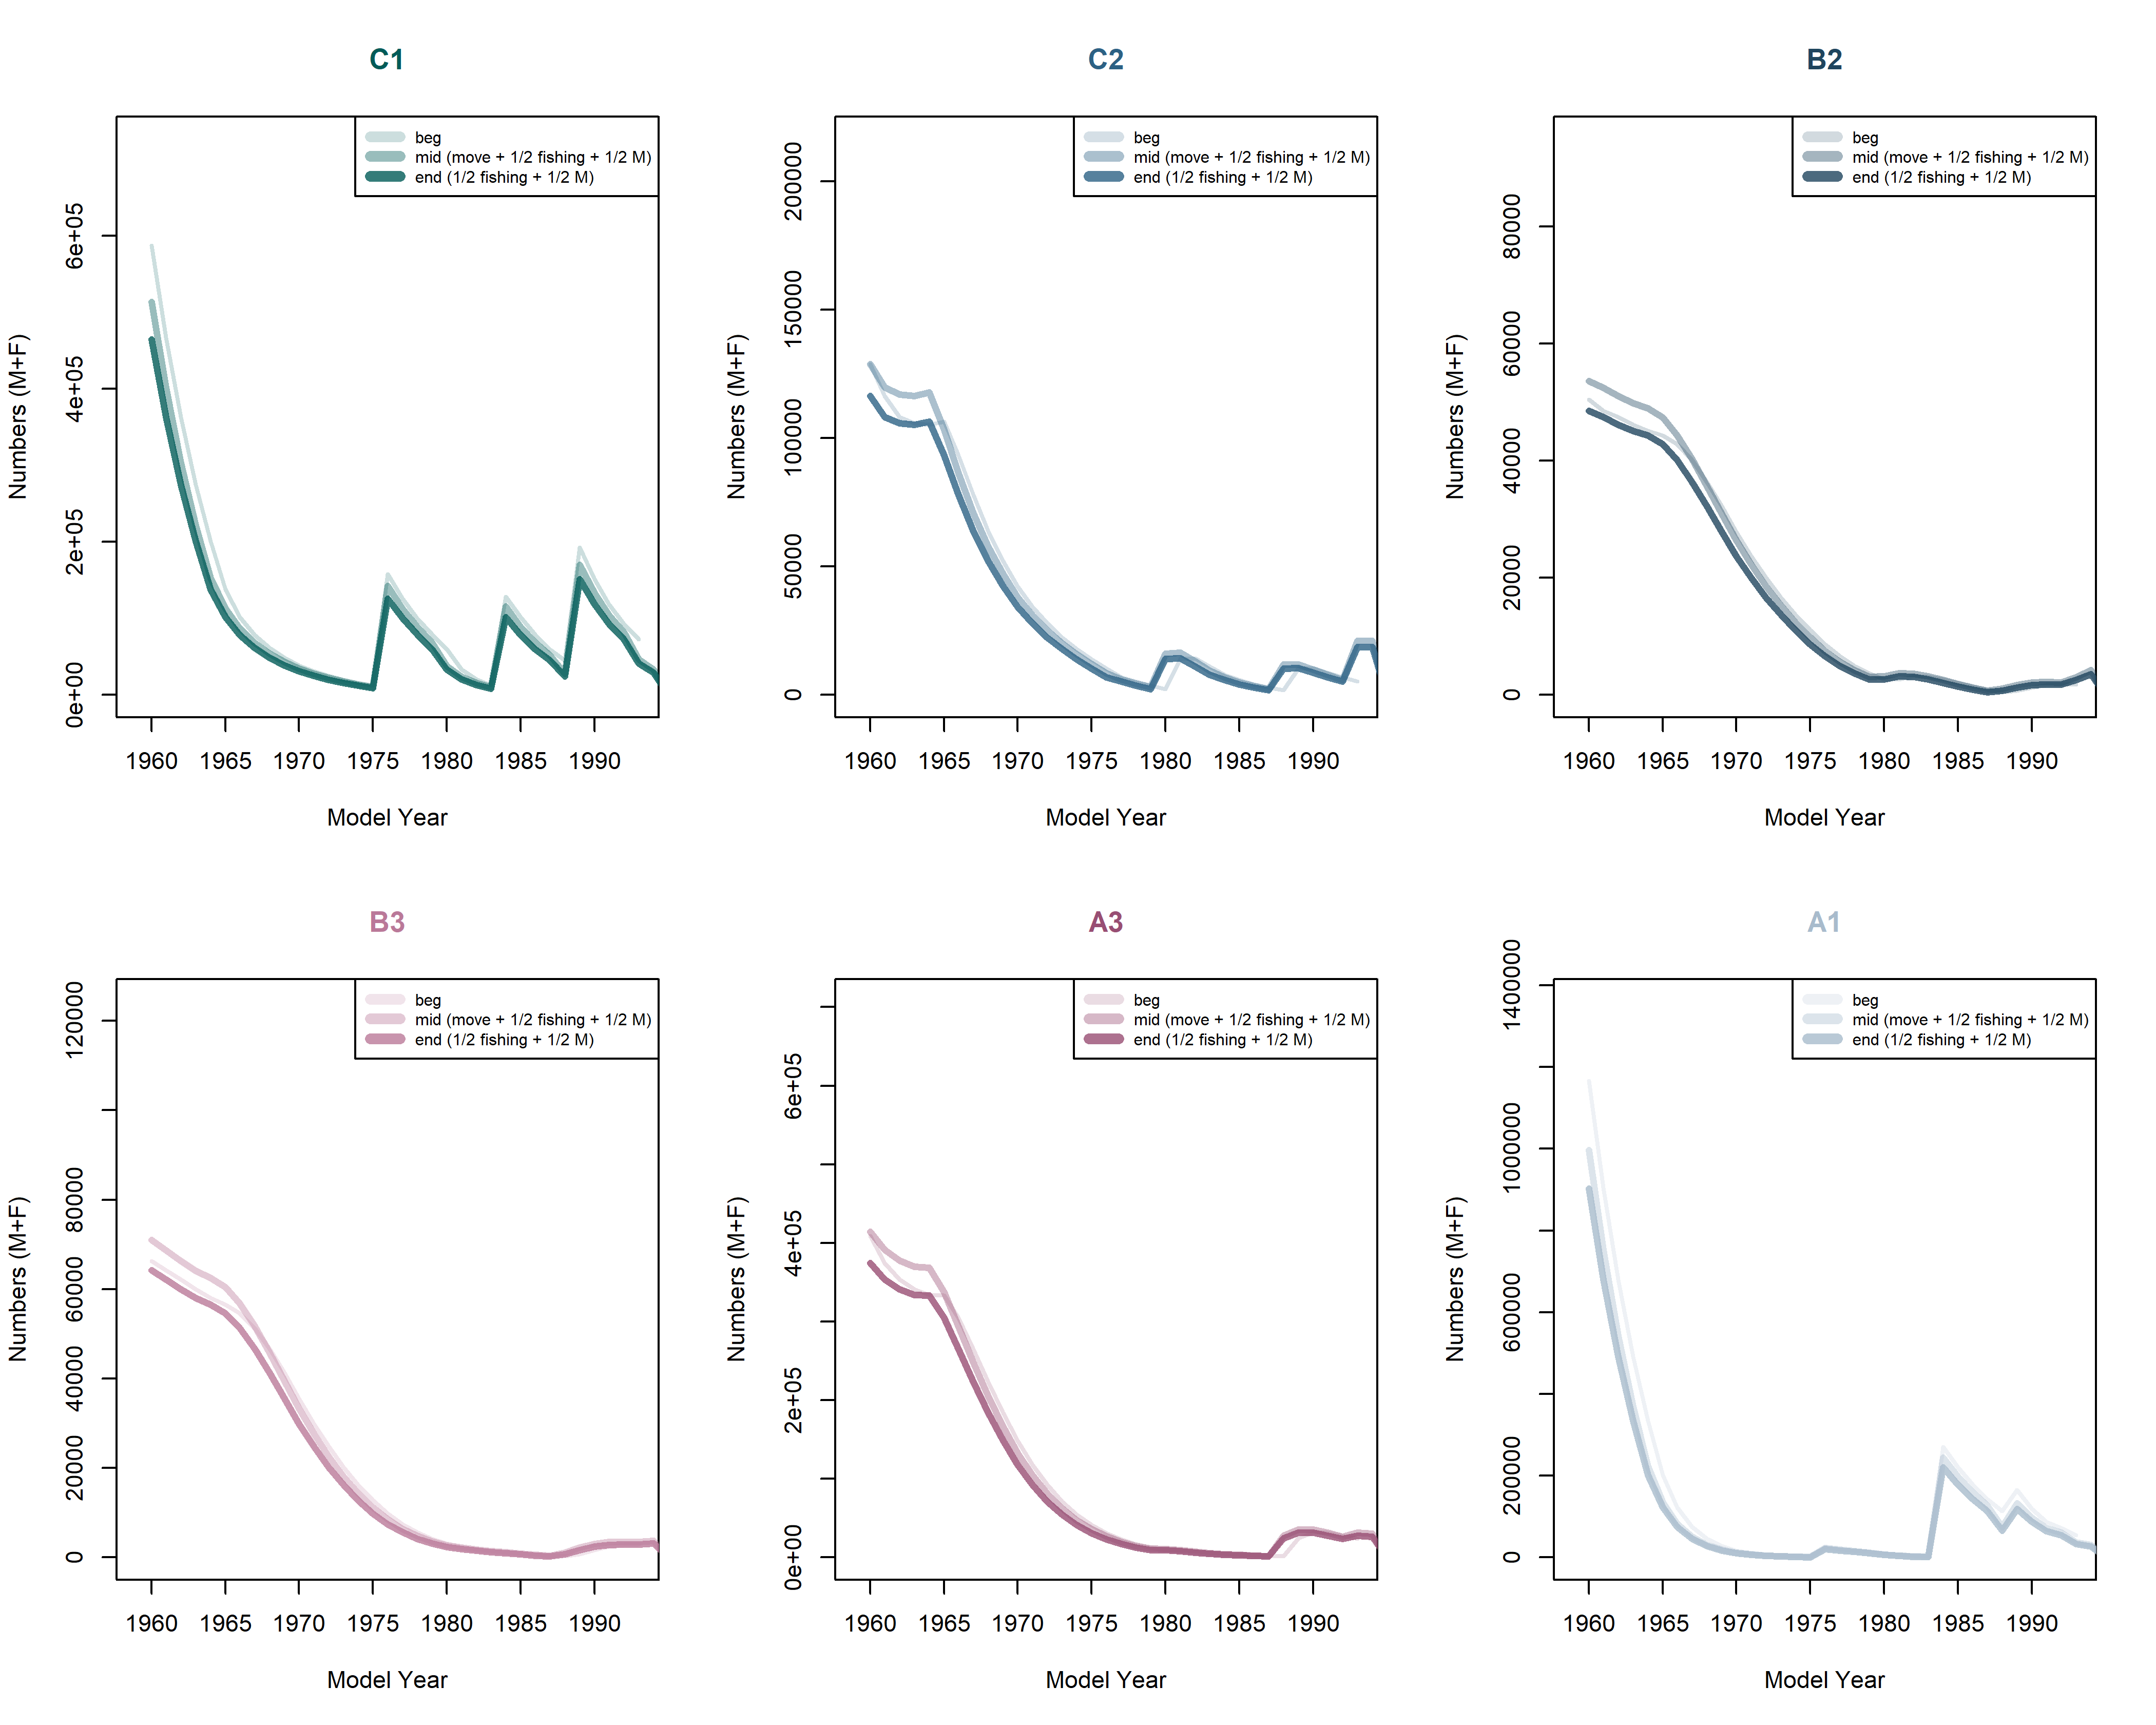 C1
beg
mid (move + 1/2 fishing + 1/2 M)
end (1/2 fishing + 1/2 M)
Numbers (M+F)
0e+00 2e+05 4e+05 6e+05
1960 1965 1970 1975 1980 1985 1990
Model Year
C2
beg
mid (move + 1/2 fishing + 1/2 M)
end (1/2 fishing + 1/2 M)
Numbers (M+F)
0 50000 100000 150000 200000
1960 1965 1970 1975 1980 1985 1990
Model Year
B2
beg
mid (move + 1/2 fishing + 1/2 M)
end (1/2 fishing + 1/2 M)
Numbers (M+F)
0 20000 40000 60000 80000
1960 1965 1970 1975 1980 1985 1990
Model Year
B3
beg
mid (move + 1/2 fishing + 1/2 M)
end (1/2 fishing + 1/2 M)
Numbers (M+F)
0 20000 40000 60000 80000 120000
1960 1965 1970 1975 1980 1985 1990
Model Year
A3
beg
mid (move + 1/2 fishing + 1/2 M)
end (1/2 fishing + 1/2 M)
Numbers (M+F)
0e+00 2e+05 4e+05 6e+05
1960 1965 1970 1975 1980 1985 1990
Model Year
A1
beg
mid (move + 1/2 fishing + 1/2 M)
end (1/2 fishing + 1/2 M)
Numbers (M+F)
0 200000 600000 1000000 1400000
1960 1965 1970 1975 1980 1985 1990
Model Year